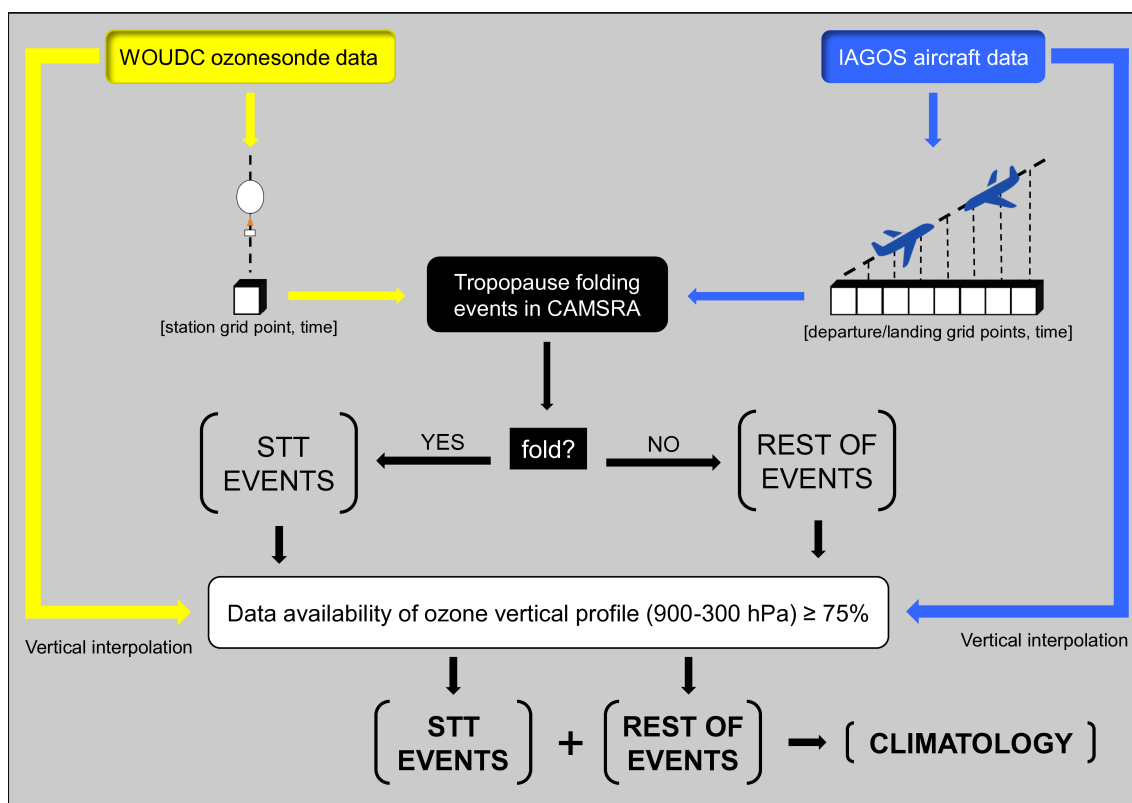 WOUDC ozonesonde data
IAGOS aircraft data
Tropopause folding
events in CAMSRA
[station grid point, time]
[departure/landing grid points, time]
STT
EVENTS
YES
fold?
NO
REST OF
EVENTS
Data availability of ozone vertical profile (900-300 hPa) ≥ 75%
Vertical interpolation
Vertical interpolation
STT
EVENTS
+
REST OF
EVENTS
CLIMATOLOGY